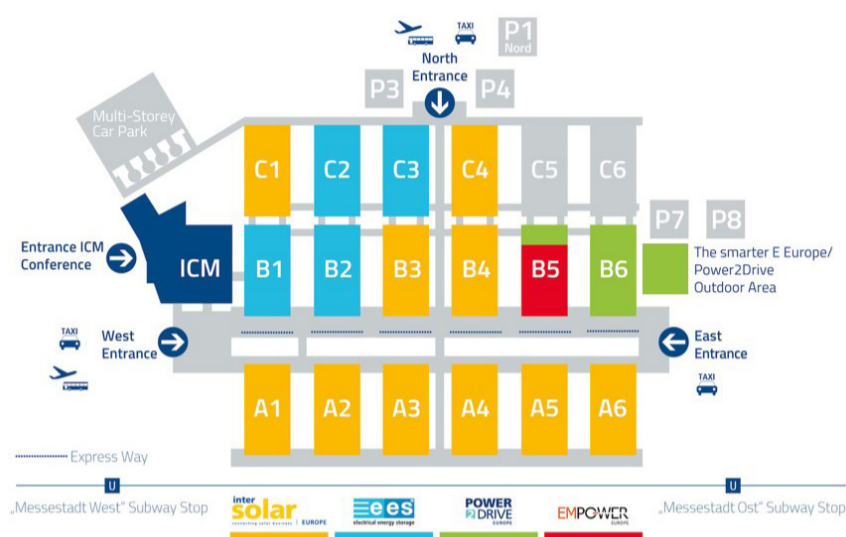 TAXI
P1
Nord
North
Entrance
P3
P4
Multi-Storey
Car Park
C1
C2
C3
C4
C5
C6
P7
P8
Entrance ICM
Conference
ICM
B1
B2
B3
B4
B5
B6
The smarter E Europe/
Power2Drive
Outdoor Area
TAXI
West
Entrance
East
Entrance
TAXI
A1
A2
A3
A4
A5
A6
Express Way
U
U
„Messestadt West" Subway Stop
„Messestadt Ost" Subway Stop
inter
solar
connecting solar business | EUROPE
ees
electrical energy storage
POWER
2DRIVE
EUROPE
EMPOWER
EUROPE